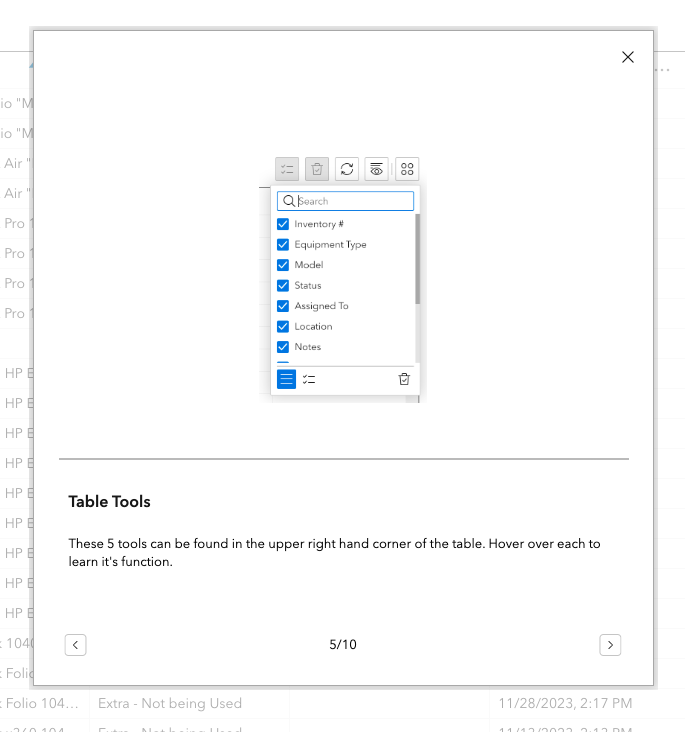 ...
io "M
io "M
Air "
Air "
Pro 1
Pro 1
Pro 1
Pro 1
HP E
HP E
HP E
HP E
HP E
HP E
HP E
HP E
HP E
Search
Inventory #
Equipment Type
Model
Status
Assigned To
Location
Notes
Table Tools
These 5 tools can be found in the upper right hand corner of the table. Hover over each to
learn it's function.
5/10
Folio 104... Extra - Not being Used 11/28/2023, 2:17 PM